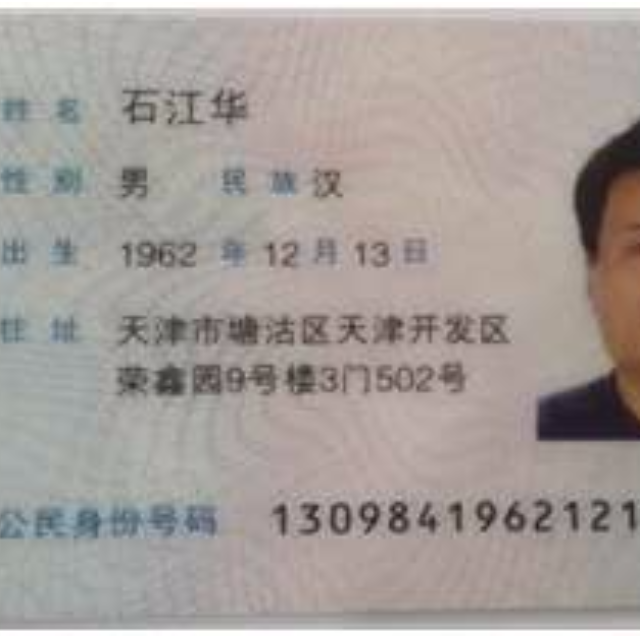 姓名 石江华
性别 男 民族 汉
出生 1962 年 12 月 13 日
住址 天津市塘沽区天津开发区
荣鑫园9号楼3门502号
公民身份号码 1309841962121